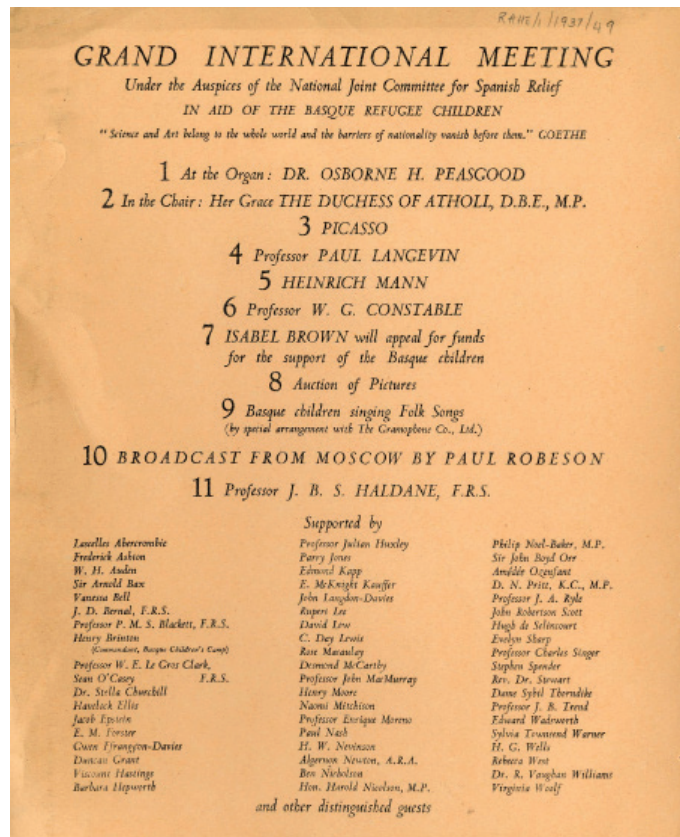 RAHE/1/1937/49
GRAND INTERNATIONAL MEETING
Under the Auspices of the National Joint Committee for Spanish Relief
IN AID OF THE BASQUE REFUGEE CHILDREN
"Science and Art belong to the whole world and the barriers of nationality vanish before them." GOETHE
1 At the Organ: DR. OSBORNE H. PEASGOOD
2 In the Chair: Her Grace THE DUCHESS OF ATHOLL, D.B.E., M.P.
3 PICASSO
4 Professor PAUL LANGEVIN
5 HEINRICH MANN
6 Professor W. G. CONSTABLE
7 ISABEL BROWN will appeal for funds
for the support of the Basque children
8 Auction of Pictures
9 Basque children singing Folk Songs
(by special arrangement with The Gramophone Co., Ltd.)
10 BROADCAST FROM MOSCOW BY PAUL ROBESON
11 Professor J. B. S. HALDANE, F.R.S.
Supported by
Lascelles Abercrombie
Frederick Ashton
W. H. Auden
Sir Arnold Bax
Vanessa Bell
J. D. Bernal, F.R.S.
Professor P. M. S. Blackett, F.R.S.
Henry Brinton
(Commandant, Basque Children's Camp)
Professor W. E. Le Gros Clark,
Sean O'Casey F.R.S.
Dr. Stella Churchill
Havelock Ellis
Jacob Epstein
E. M. Forster
Gwen Ffrangçon-Davies
Duncan Grant
Viscount Hastings
Barbara Hepworth
Professor Julian Huxley
Parry Jones
Edmond Kapp
E. McKnight Kauffer
John Langdon-Davies
Rupert Lee
David Low
C. Day Lewis
Rose Macaulay
Desmond McCarthy
Professor John MacMurray
Henry Moore
Naomi Mitchison
Professor Enrique Moreno
Paul Nash
H. W. Nevinson
Algernon Newton, A.R.A.
Ben Nicholson
Hon. Harold Nicolson, M.P.
Philip Noel-Baker, M.P.
Sir John Boyd Orr
Amédée Ozenfant
D. N. Pritt, K.C., M.P.
Professor J. A. Ryle
John Robertson Scott
Hugh de Selincourt
Evelyn Sharp
Professor Charles Singer
Stephen Spender
Rev. Dr. Stewart
Dame Sybil Thorndike
Professor J. B. Trend
Edward Wadsworth
Sylvia Townsend Warner
H. G. Wells
Rebecca West
Dr. R. Vaughan Williams
Virginia Woolf
and other distinguished guests